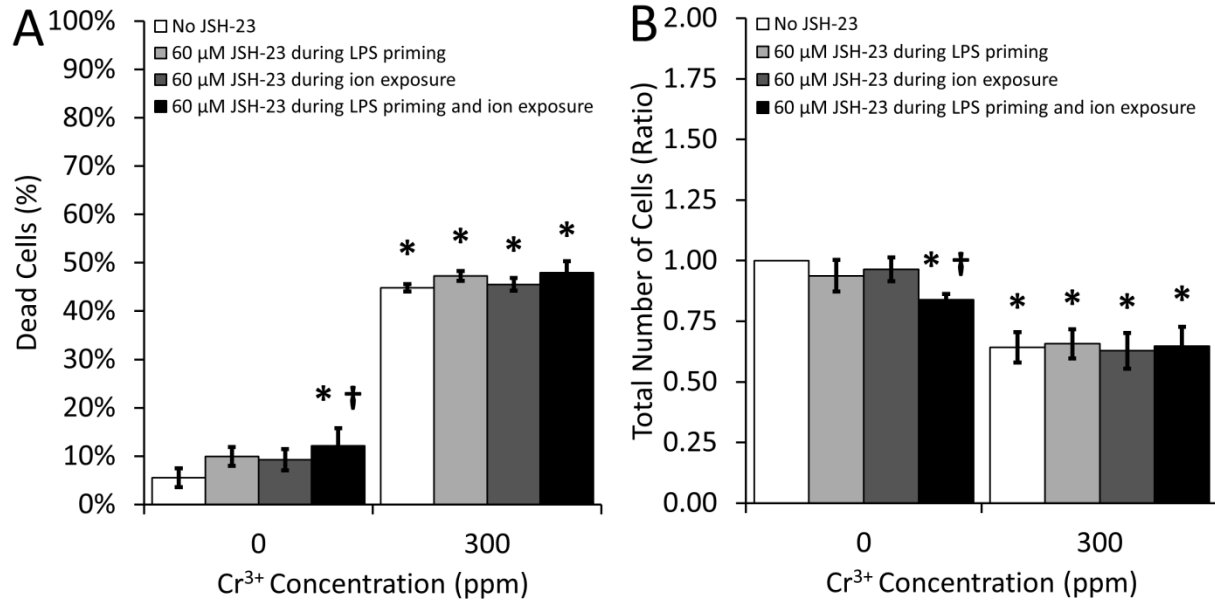 A
No JSH-23
60 µM JSH-23 during LPS priming
60 µM JSH-23 during ion exposure
60 µM JSH-23 during LPS priming and ion exposure
Dead Cells (%)
100%
90%
80%
70%
60%
50%
40%
30%
20%
10%
0%
* †
*
*
*
*
0
300
Cr³⁺ Concentration (ppm)
B
No JSH-23
60 µM JSH-23 during LPS priming
60 µM JSH-23 during ion exposure
60 µM JSH-23 during LPS priming and ion exposure
Total Number of Cells (Ratio)
2.00
1.75
1.50
1.25
1.00
0.75
0.50
0.25
0.00
* †
*
*
*
*
0
300
Cr³⁺ Concentration (ppm)